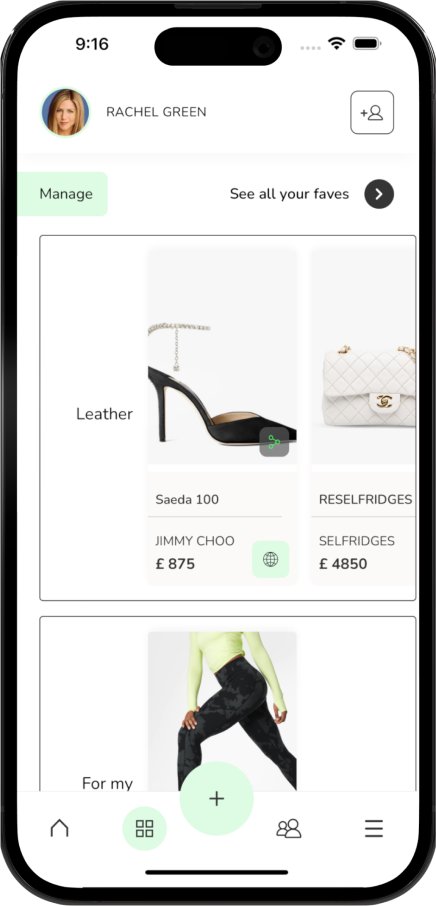 9:16
RACHEL GREEN
Manage
See all your faves
Leather
Saeda 100
JIMMY CHOO
£ 875
RESELFRIDGES
SELFRIDGES
£ 4850
For my